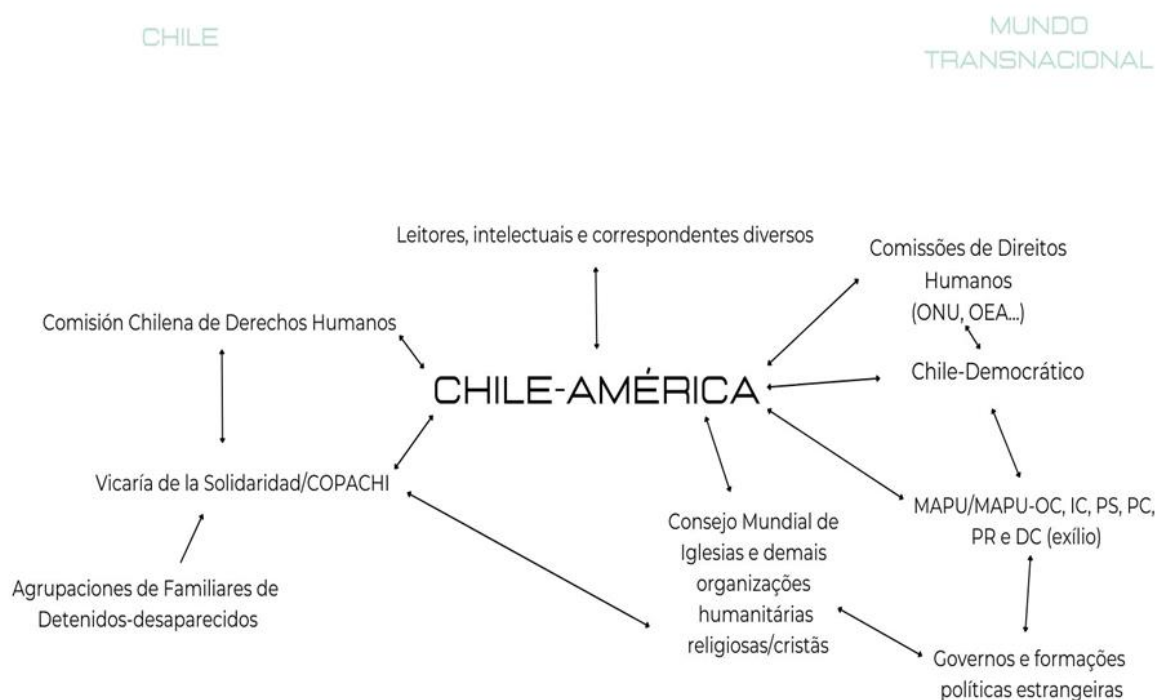 CHILE
MUNDO
TRANSNACIONAL
Leitores, intelectuais e correspondentes diversos
Comissões de Direitos
Humanos
(ONU, OEA...)
Comisión Chilena de Derechos Humanos
Chile-Democrático
CHILE-AMÉRICA
Vicaría de la Solidaridad/COPACHI
MAPU/MAPU-OC, IC, PS, PC,
PR e DC (exílio)
Consejo Mundial de
Iglesias e demais
organizações
humanitárias
religiosas/cristãs
Agrupaciones de Familiares de
Detenidos-desaparecidos
Governos e formações
políticas estrangeiras